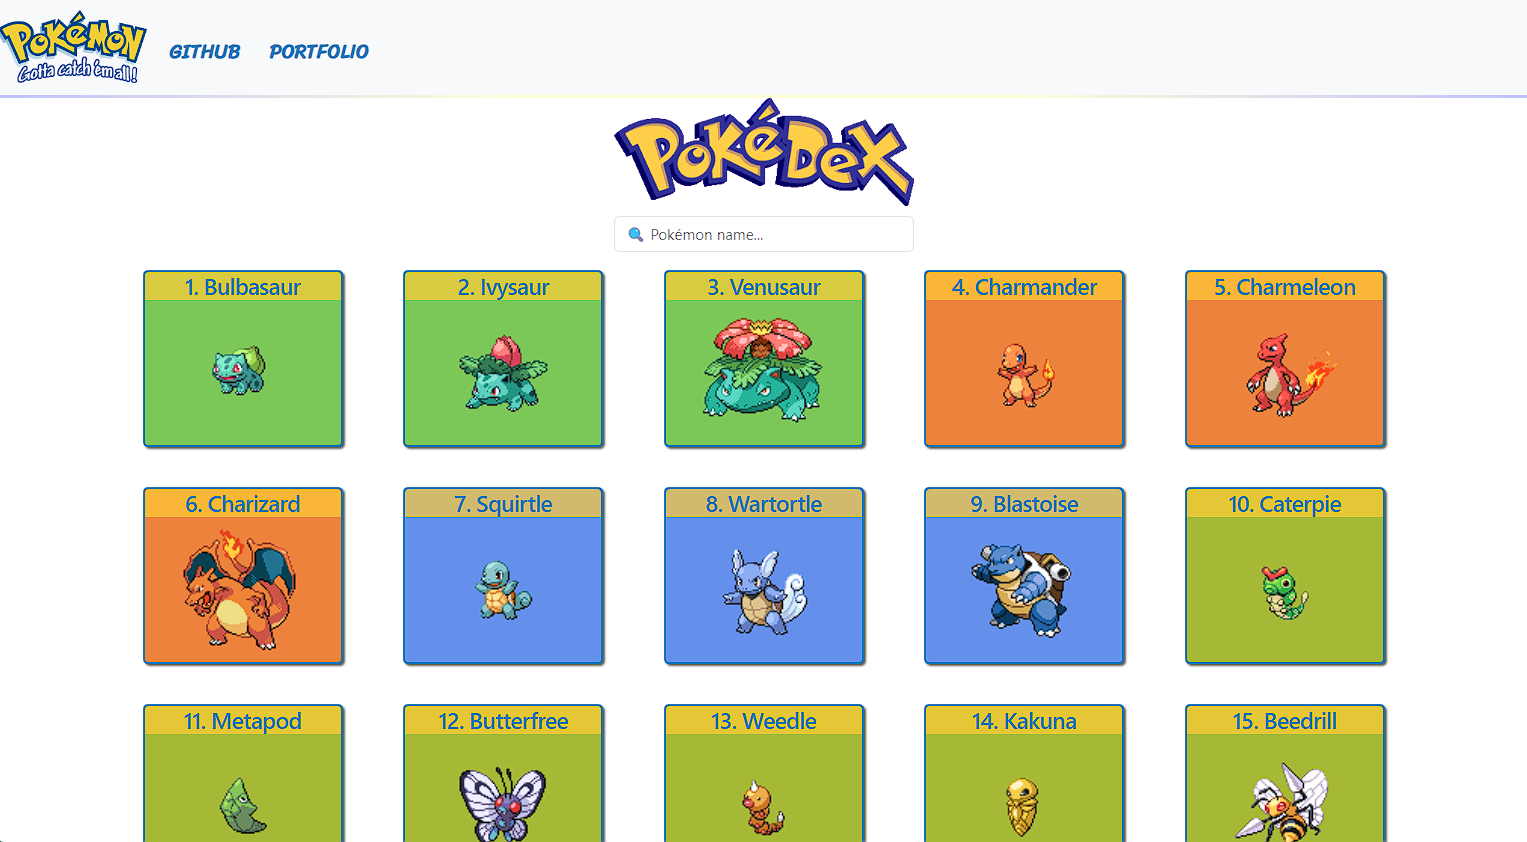 POKéMON
Gotta catch 'em all!
GITHUB
PORTFOLIO
POKéDEX
Pokémon name...
1. Bulbasaur
2. Ivysaur
3. Venusaur
4. Charmander
5. Charmeleon
6. Charizard
7. Squirtle
8. Wartortle
9. Blastoise
10. Caterpie
11. Metapod
12. Butterfree
13. Weedle
14. Kakuna
15. Beedrill